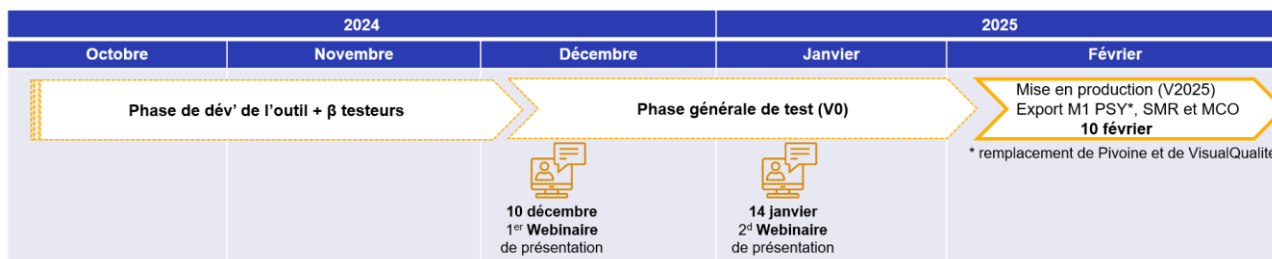 2024
2025
Octobre
Novembre
Décembre
Janvier
Février
Phase de dév’ de l’outil + β testeurs
Phase générale de test (V0)
Mise en production (V2025)
Export M1 PSY*, SMR et MCO
10 février
* remplacement de Pivoine et de VisualQualité
10 décembre
1er Webinaire
de présentation
14 janvier
2d Webinaire
de présentation